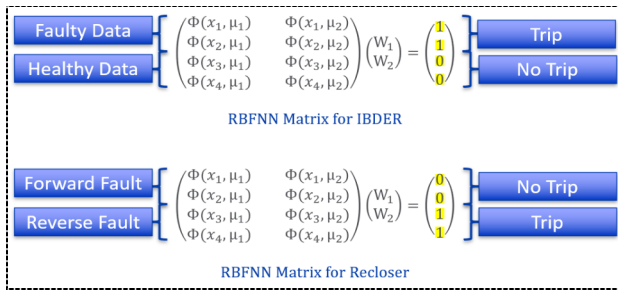 Faulty Data
Healthy Data
Φ(x₁, μ₁) Φ(x₁, μ₂)
Φ(x₂, μ₁) Φ(x₂, μ₂)
Φ(x₃, μ₁) Φ(x₃, μ₂)
Φ(x₄, μ₁) Φ(x₄, μ₂)
(W₁
W₂) =
1
1
0
0
Trip
No Trip
RBFNN Matrix for IBDER
Forward Fault
Reverse Fault
Φ(x₁, μ₁) Φ(x₁, μ₂)
Φ(x₂, μ₁) Φ(x₂, μ₂)
Φ(x₃, μ₁) Φ(x₃, μ₂)
Φ(x₄, μ₁) Φ(x₄, μ₂)
(W₁
W₂) =
0
0
1
1
No Trip
Trip
RBFNN Matrix for Recloser